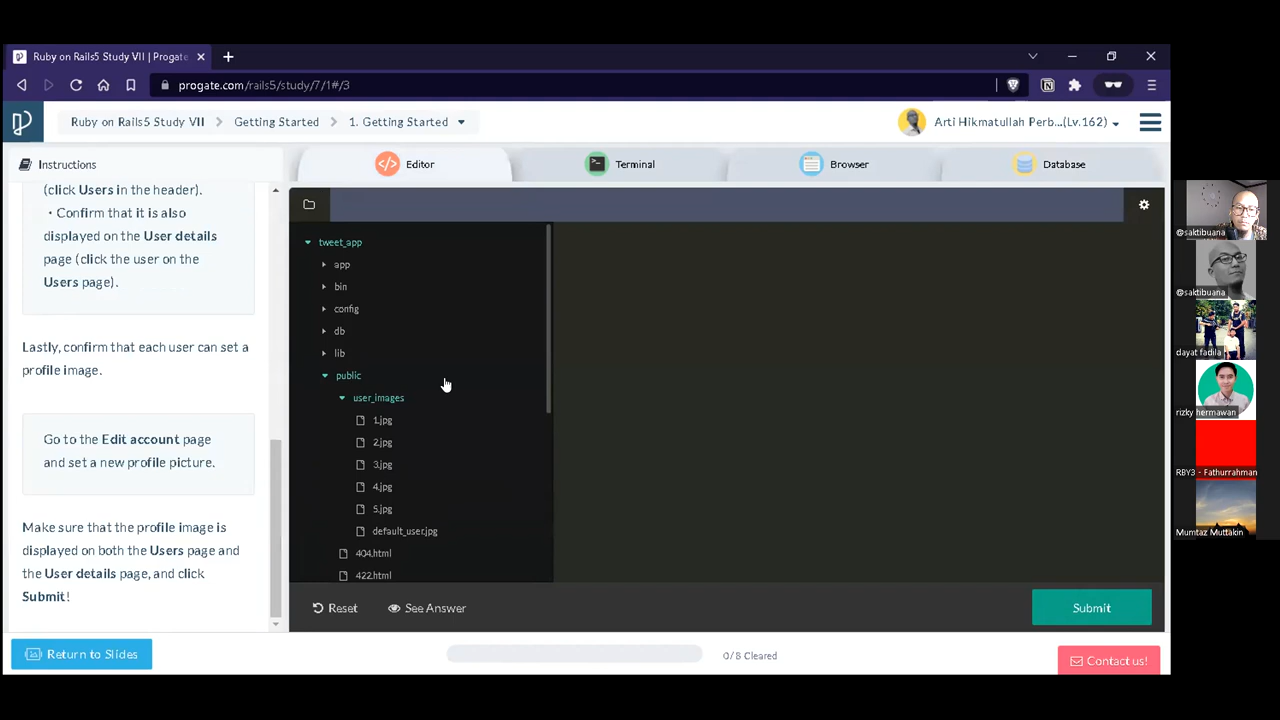 Ruby on Rails5 Study VII | Progate
progate.com/rails5/study/7/1#/3
Ruby on Rails5 Study VII
Getting Started
1. Getting Started
Arti Hikmatullah Perb...(Lv.162)
Instructions
Editor
Terminal
Browser
Database
(click Users in the header).
・Confirm that it is also
displayed on the User details
page (click the user on the
Users page).
Lastly, confirm that each user can set a
profile image.
Go to the Edit account page
and set a new profile picture.
Make sure that the profile image is
displayed on both the Users page and
the User details page, and click
Submit!
tweet_app
app
bin
config
db
lib
public
user_images
1.jpg
2.jpg
3.jpg
4.jpg
5.jpg
default_user.jpg
404.html
422.html
Reset
See Answer
Submit
Return to Slides
0/8 Cleared
Contact us!
@saktibuana
@saktibuana
dayat fadila
rizky hermawan
RBY3 - Fathurrahman
Mumtaz Muttakin